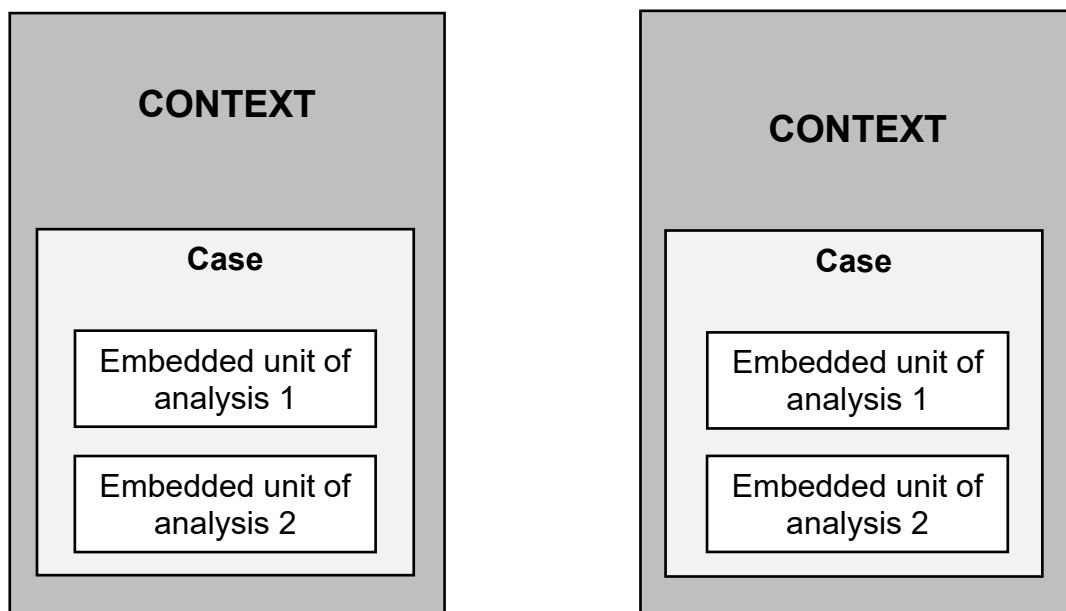 CONTEXT
Case
Embedded unit of
analysis 1
Embedded unit of
analysis 2
CONTEXT
Case
Embedded unit of
analysis 1
Embedded unit of
analysis 2